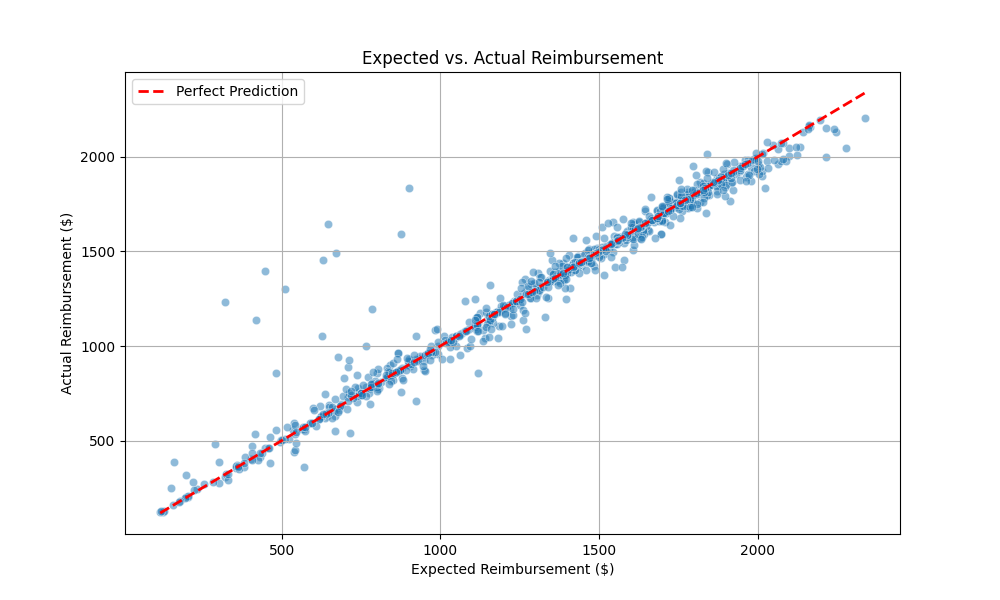 Expected vs. Actual Reimbursement
Perfect Prediction
Actual Reimbursement ($)
2000
1500
1000
500
500 1000 1500 2000
Expected Reimbursement ($)